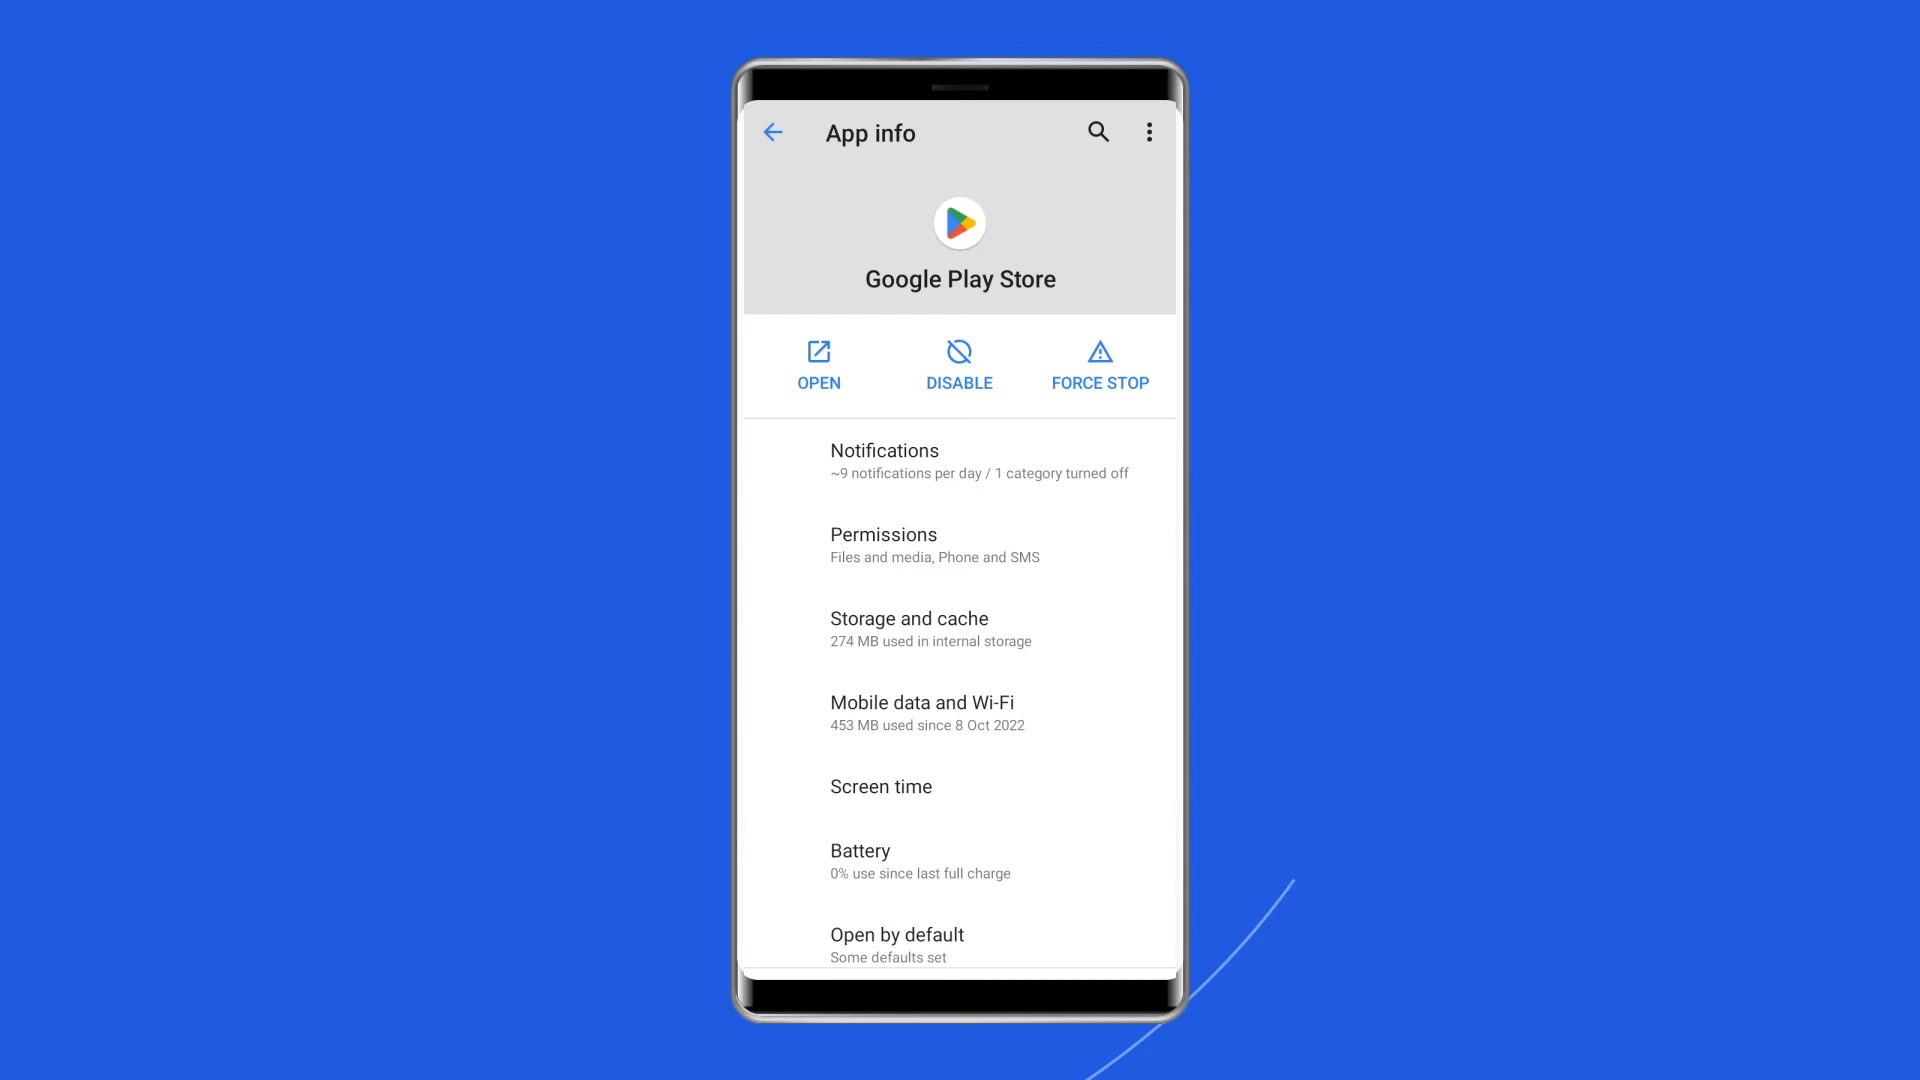 App info
Google Play Store
OPEN
DISABLE
FORCE STOP
Notifications
~9 notifications per day / 1 category turned off
Permissions
Files and media, Phone and SMS
Storage and cache
274 MB used in internal storage
Mobile data and Wi-Fi
453 MB used since 8 Oct 2022
Screen time
Battery
0% use since last full charge
Open by default
Some defaults set